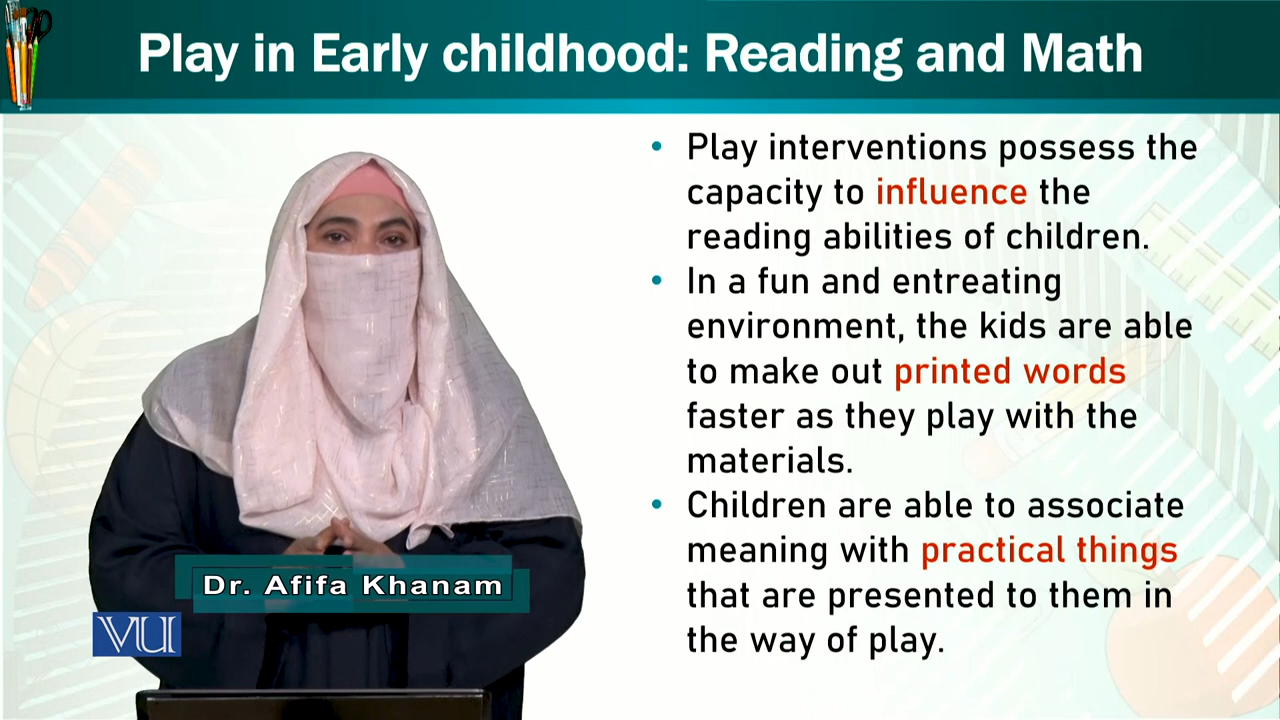 Play in Early childhood: Reading and Math
• Play interventions possess the
capacity to influence the
reading abilities of children.
• In a fun and entreating
environment, the kids are able
to make out printed words
faster as they play with the
materials.
• Children are able to associate
meaning with practical things
that are presented to them in
the way of play.
Dr. Afifa Khanam
VU